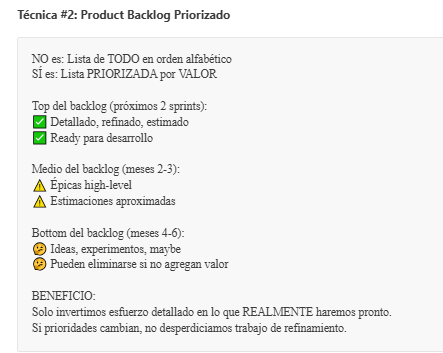 Técnica #2: Product Backlog Priorizado
NO es: Lista de TODO en orden alfabético
SÍ es: Lista PRIORIZADA por VALOR
Top del backlog (próximos 2 sprints):
✅ Detallado, refinado, estimado
✅ Ready para desarrollo
Medio del backlog (meses 2-3):
⚠️ Épicas high-level
⚠️ Estimaciones aproximadas
Bottom del backlog (meses 4-6):
🤔 Ideas, experimentos, maybe
🤔 Pueden eliminarse si no agregan valor
BENEFICIO:
Solo invertimos esfuerzo detallado en lo que REALMENTE haremos pronto.
Si prioridades cambian, no desperdiciamos trabajo de refinamiento.